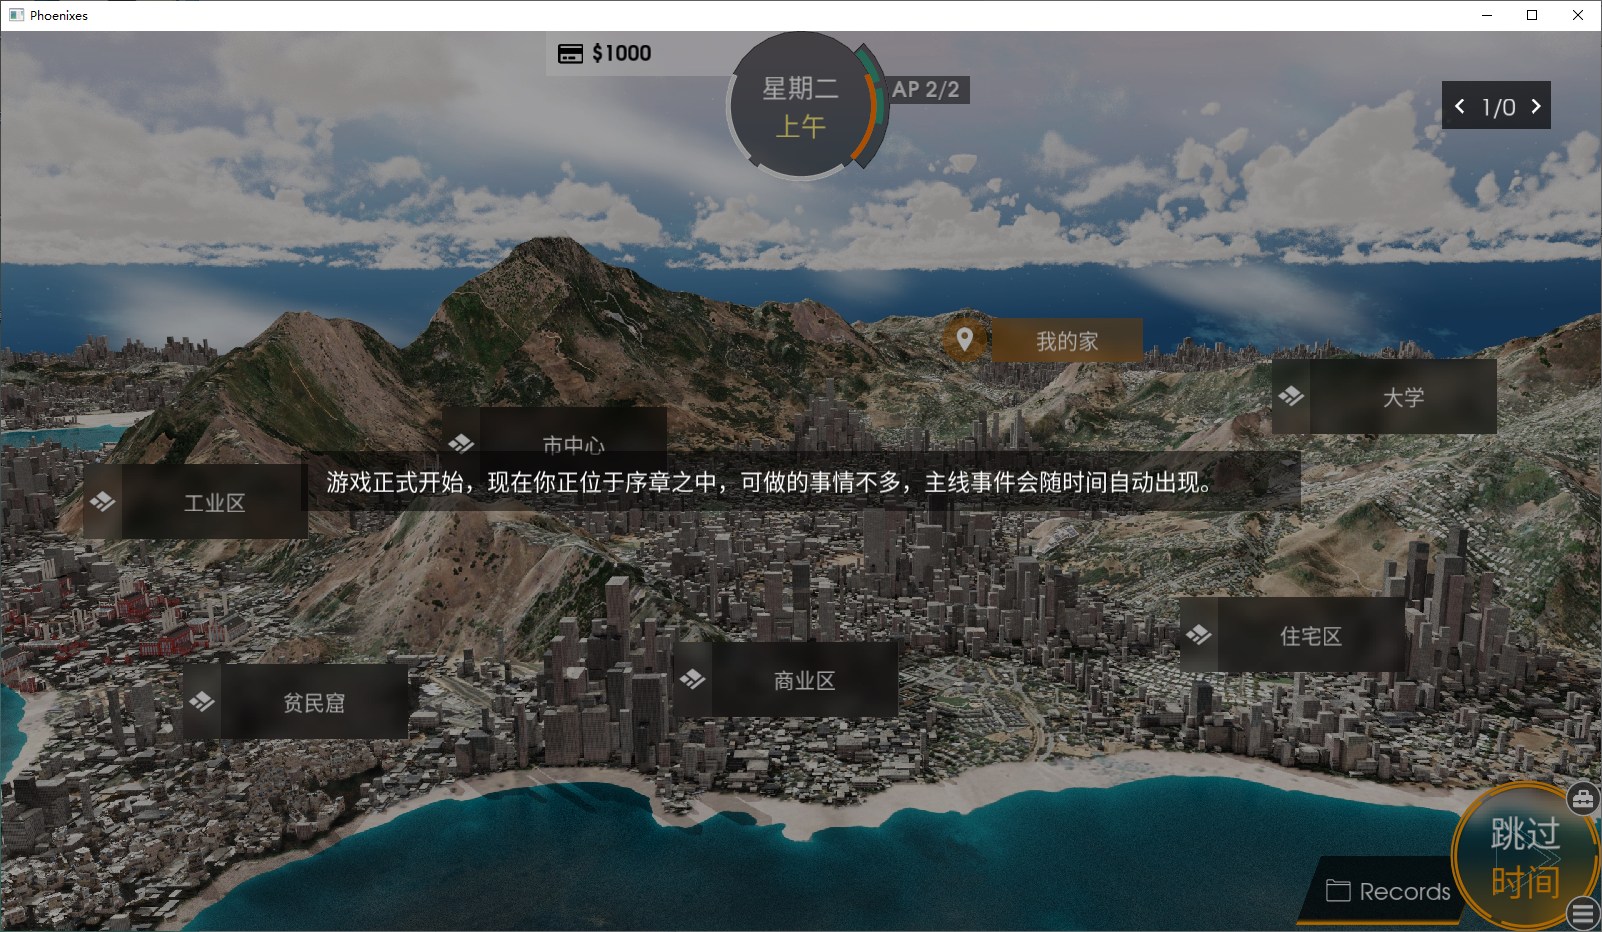 Phoenixes
$1000
星期二
上午
AP 2/2
1/0
我的家
大学
市中心
游戏正式开始，现在你正位于序章之中，可做的事情不多，主线事件会随时间自动出现。
工业区
住宅区
商业区
贫民窟
跳过
时间
Records